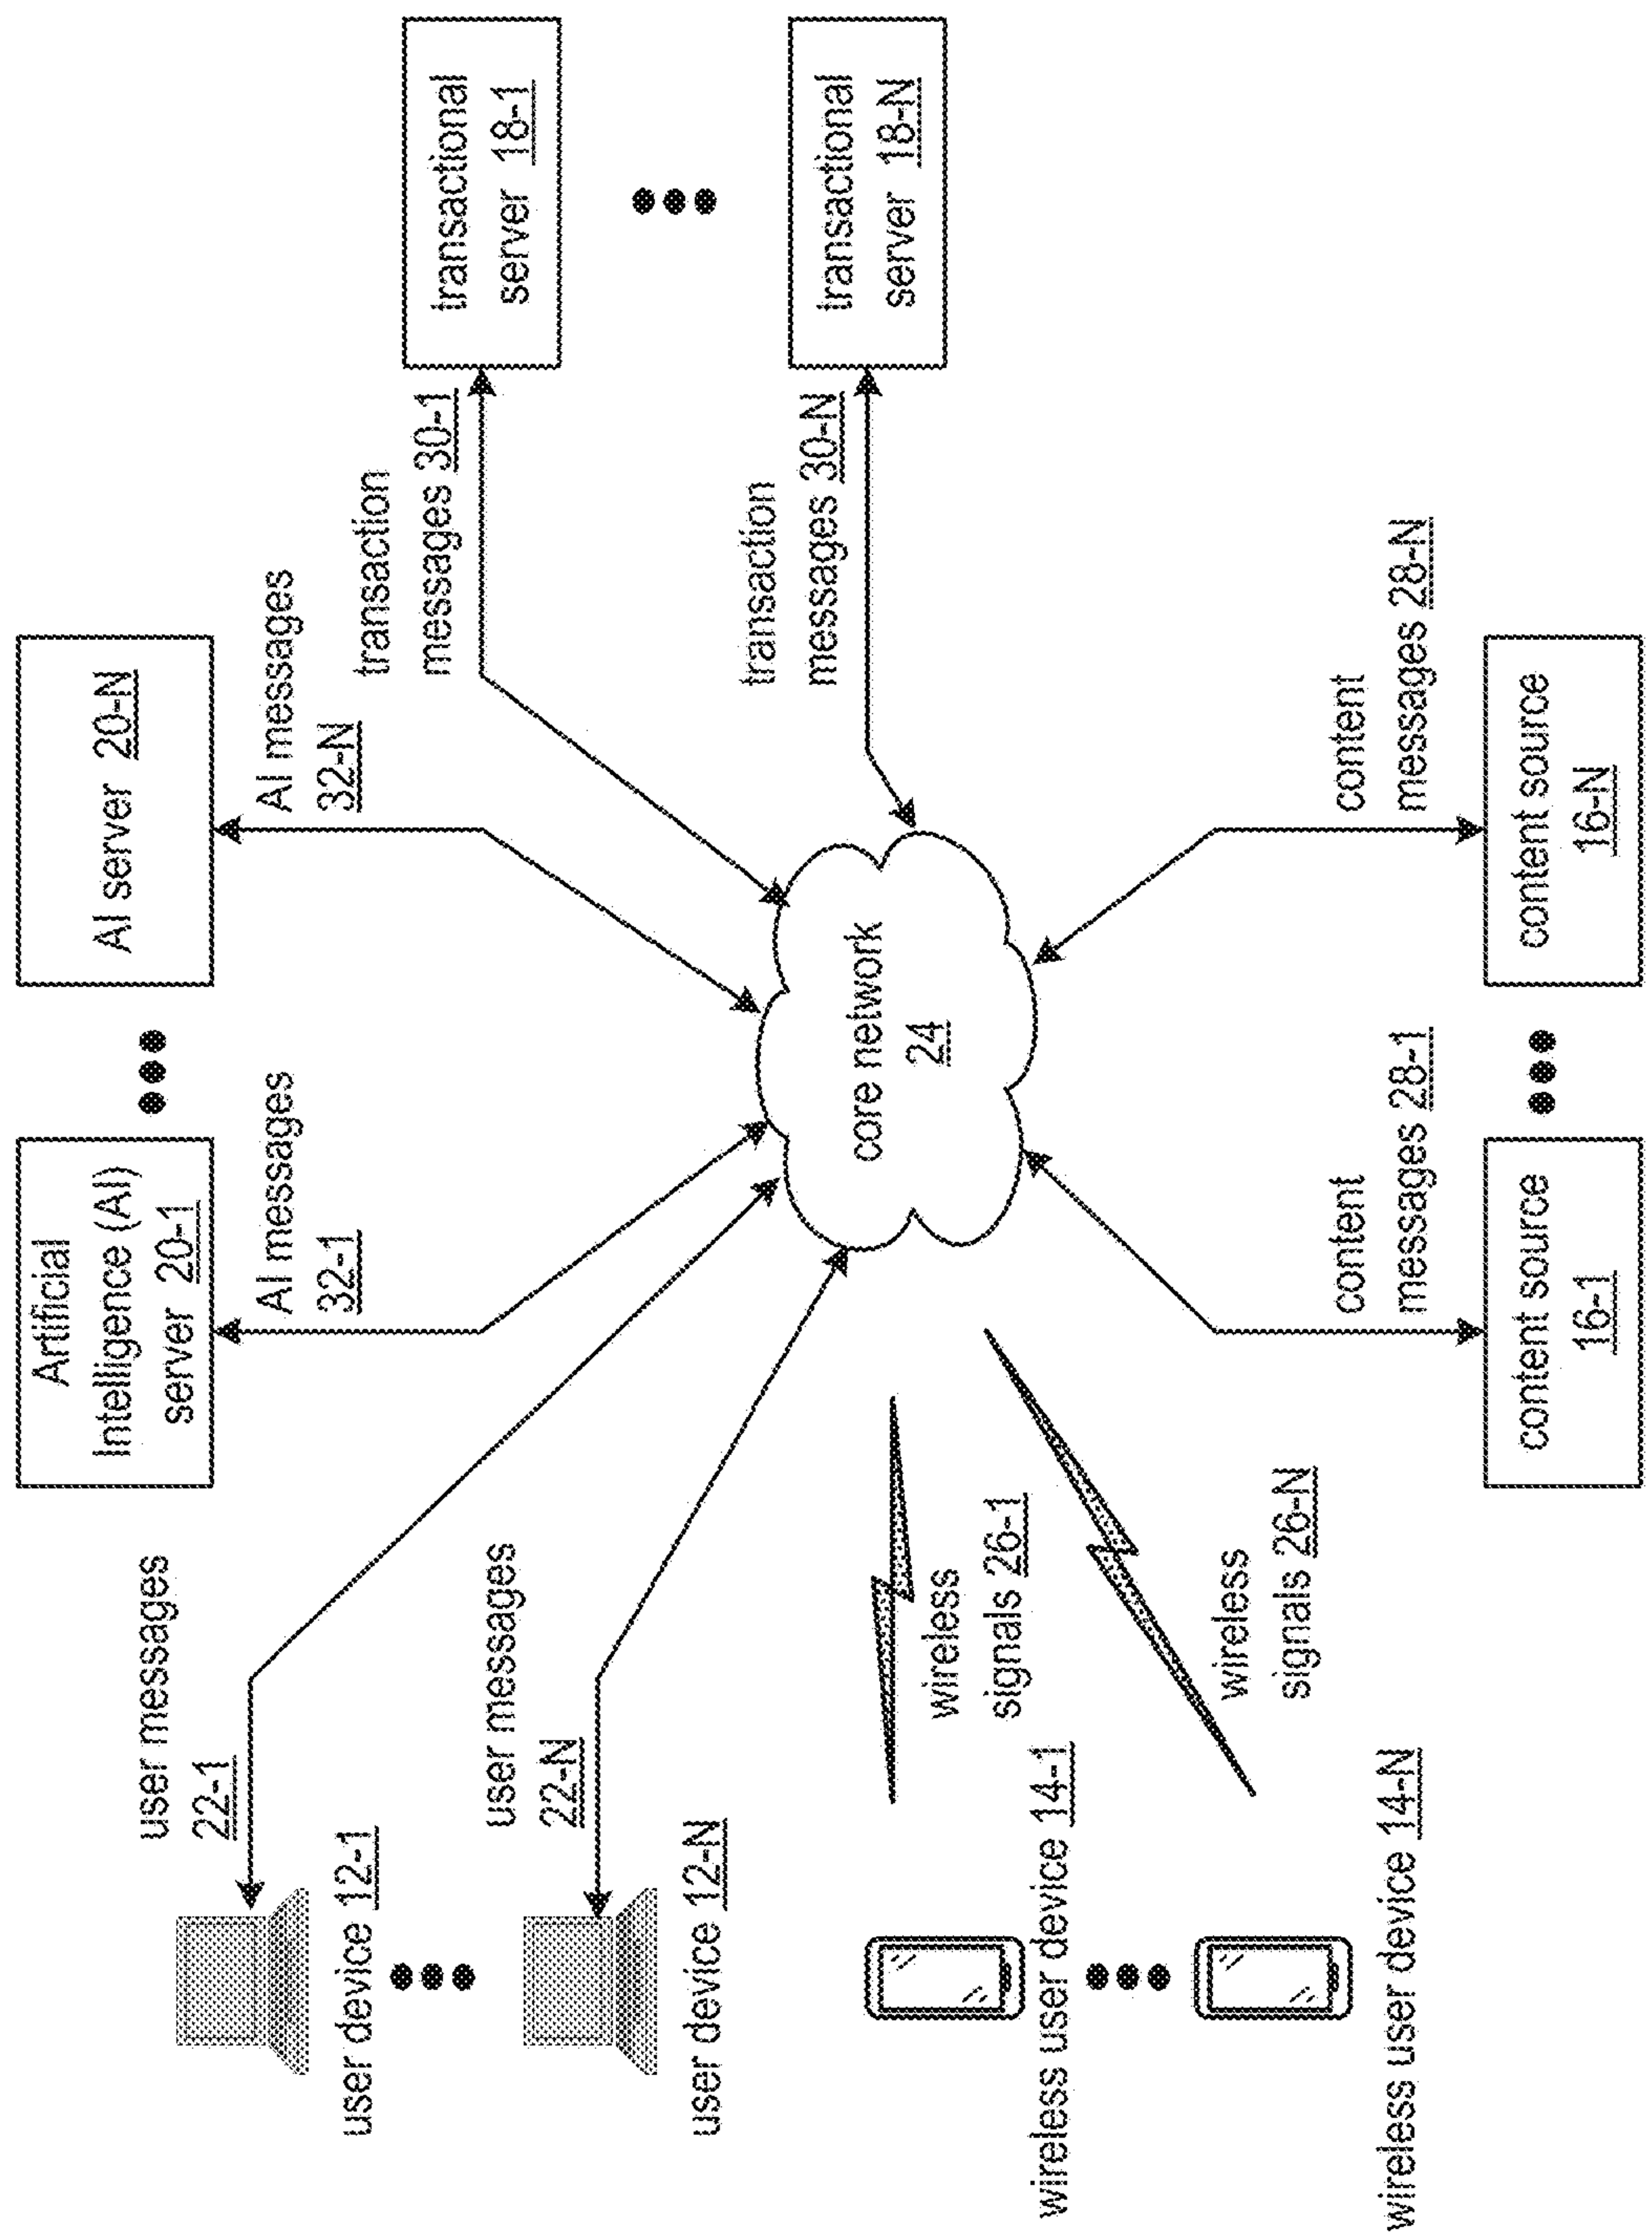 Artificial
Intelligence (AI)
server 20-1
AI server 20-N
AI messages
32-1
AI messages
32-N
user messages
22-1
user device 12-1
user messages
22-N
user device 12-N
transaction
messages 30-1
transactional
server 18-1
transaction
messages 30-N
transactional
server 18-N
core network
24
wireless
signals 26-1
wireless user device 14-1
wireless
signals 26-N
wireless user device 14-N
content
messages 28-1
content
messages 28-N
content source
16-1
content source
16-N